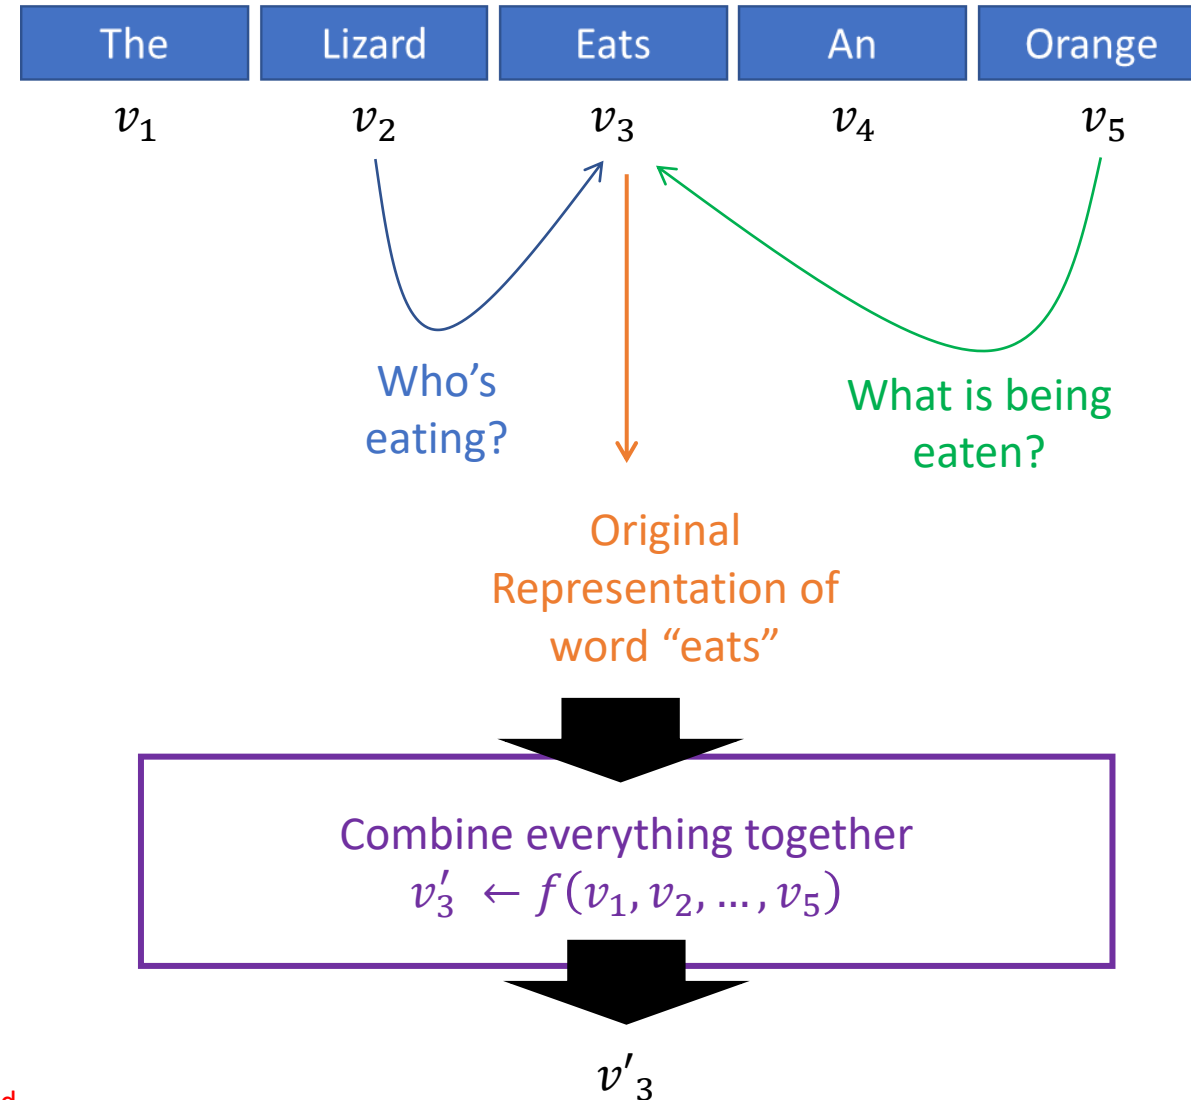 The Lizard Eats An Orange
v₁ v₂ v₃ v₄ v₅
Who's
eating?
What is being
eaten?
Original
Representation of
word “eats”
Combine everything together
v′₃ ← f(v₁, v₂, …, v₅)
v′₃